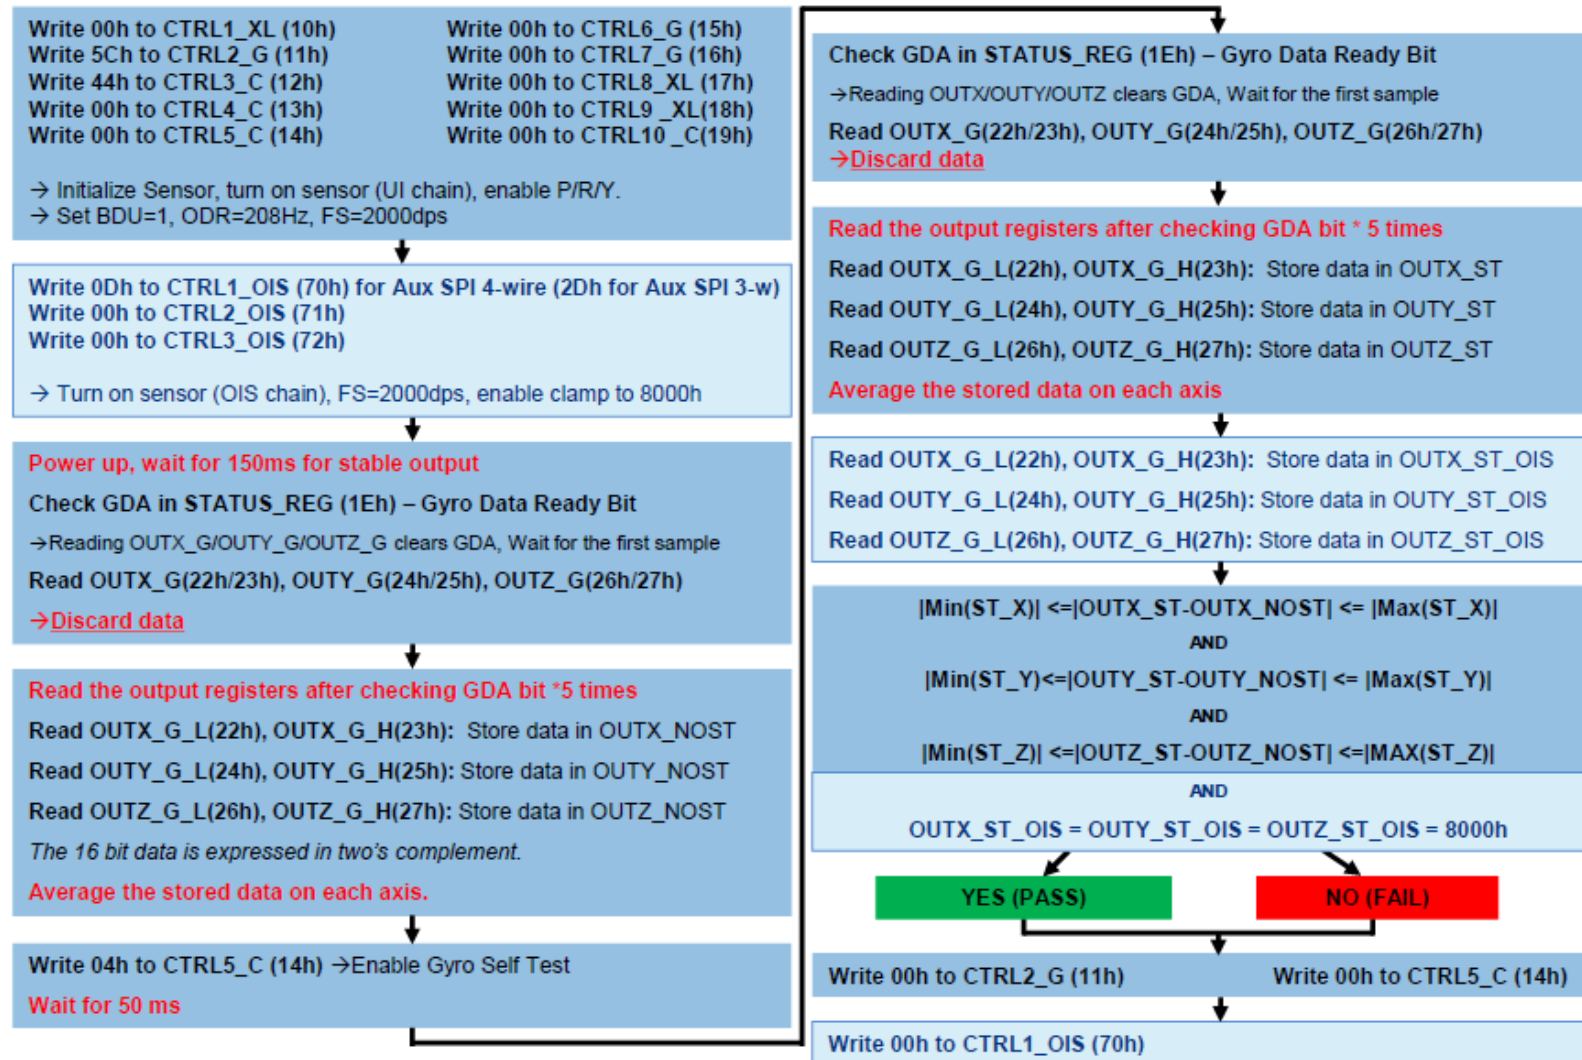 Write 00h to CTRL1_XL (10h) Write 00h to CTRL6_G (15h)
Write 5Ch to CTRL2_G (11h) Write 00h to CTRL7_G (16h)
Write 44h to CTRL3_C (12h) Write 00h to CTRL8_XL (17h)
Write 00h to CTRL4_C (13h) Write 00h to CTRL9 _XL(18h)
Write 00h to CTRL5_C (14h) Write 00h to CTRL10 _C(19h)
→ Initialize Sensor, turn on sensor (UI chain), enable P/R/Y.
→ Set BDU=1, ODR=208Hz, FS=2000dps
Write 0Dh to CTRL1_OIS (70h) for Aux SPI 4-wire (2Dh for Aux SPI 3-w)
Write 00h to CTRL2_OIS (71h)
Write 00h to CTRL3_OIS (72h)
→ Turn on sensor (OIS chain), FS=2000dps, enable clamp to 8000h
Power up, wait for 150ms for stable output
Check GDA in STATUS_REG (1Eh) – Gyro Data Ready Bit
→Reading OUTX_G/OUTY_G/OUTZ_G clears GDA, Wait for the first sample
Read OUTX_G(22h/23h), OUTY_G(24h/25h), OUTZ_G(26h/27h)
→Discard data
Read the output registers after checking GDA bit *5 times
Read OUTX_G_L(22h), OUTX_G_H(23h): Store data in OUTX_NOST
Read OUTY_G_L(24h), OUTY_G_H(25h): Store data in OUTY_NOST
Read OUTZ_G_L(26h), OUTZ_G_H(27h): Store data in OUTZ_NOST
The 16 bit data is expressed in two's complement.
Average the stored data on each axis.
Write 04h to CTRL5_C (14h) →Enable Gyro Self Test
Wait for 50 ms
Check GDA in STATUS_REG (1Eh) – Gyro Data Ready Bit
→Reading OUTX/OUTY/OUTZ clears GDA, Wait for the first sample
Read OUTX_G(22h/23h), OUTY_G(24h/25h), OUTZ_G(26h/27h)
→Discard data
Read the output registers after checking GDA bit * 5 times
Read OUTX_G_L(22h), OUTX_G_H(23h): Store data in OUTX_ST
Read OUTY_G_L(24h), OUTY_G_H(25h): Store data in OUTY_ST
Read OUTZ_G_L(26h), OUTZ_G_H(27h): Store data in OUTZ_ST
Average the stored data on each axis
Read OUTX_G_L(22h), OUTX_G_H(23h): Store data in OUTX_ST_OIS
Read OUTY_G_L(24h), OUTY_G_H(25h): Store data in OUTY_ST_OIS
Read OUTZ_G_L(26h), OUTZ_G_H(27h): Store data in OUTZ_ST_OIS
|Min(ST_X)| <=|OUTX_ST-OUTX_NOST| <= |Max(ST_X)|
AND
|Min(ST_Y)<=|OUTY_ST-OUTY_NOST| <= |Max(ST_Y)|
AND
|Min(ST_Z)| <=|OUTZ_ST-OUTZ_NOST| <=|MAX(ST_Z)|
AND
OUTX_ST_OIS = OUTY_ST_OIS = OUTZ_ST_OIS = 8000h
YES (PASS) NO (FAIL)
Write 00h to CTRL2_G (11h) Write 00h to CTRL5_C (14h)
Write 00h to CTRL1_OIS (70h)